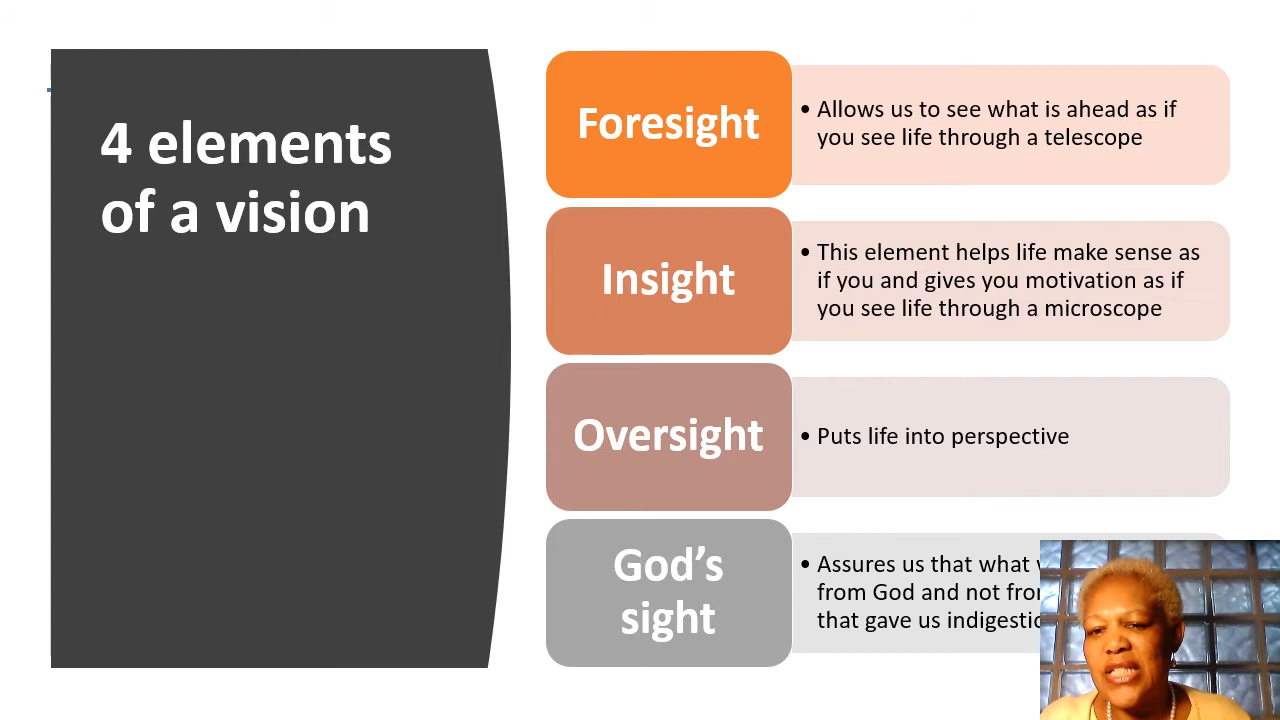 4 elements
of a vision
Foresight
• Allows us to see what is ahead as if
you see life through a telescope
Insight
• This element helps life make sense as
if you and gives you motivation as if
you see life through a microscope
Oversight
• Puts life into perspective
God’s
sight
• Assures us that what
from God and not
that gave us